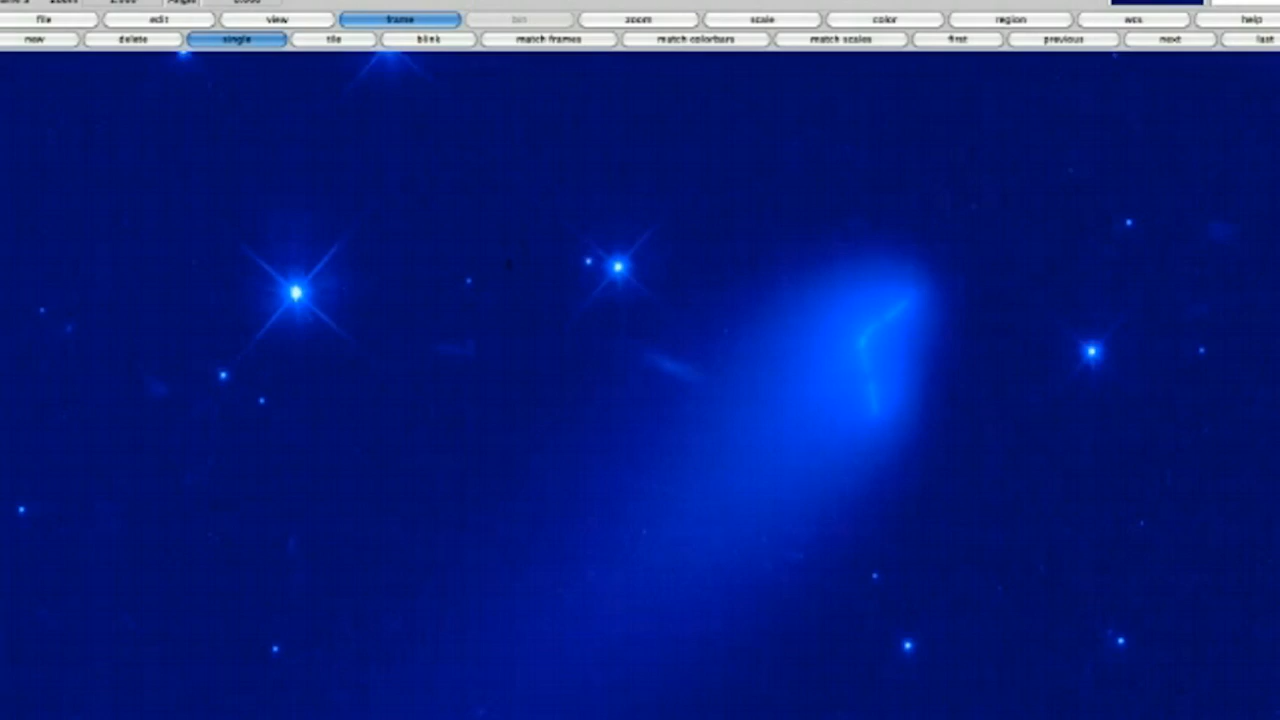 file edit view frame bin zoom scale color region wcs help
new delete single tile blink match frames match colorbars match scales first previous next last